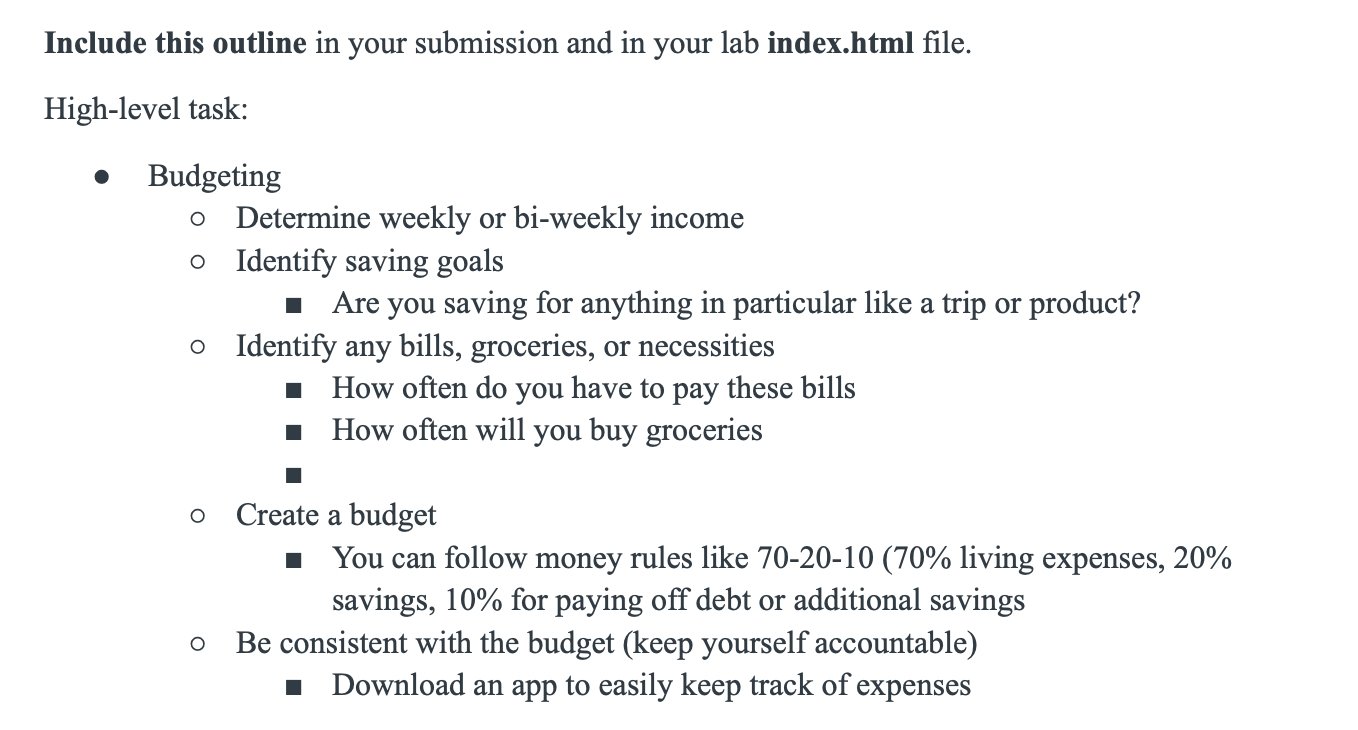 Include this outline in your submission and in your lab index.html file.
High-level task:
● Budgeting
○ Determine weekly or bi-weekly income
○ Identify saving goals
■ Are you saving for anything in particular like a trip or product?
○ Identify any bills, groceries, or necessities
■ How often do you have to pay these bills
■ How often will you buy groceries
■
○ Create a budget
■ You can follow money rules like 70-20-10 (70% living expenses, 20%
savings, 10% for paying off debt or additional savings
○ Be consistent with the budget (keep yourself accountable)
■ Download an app to easily keep track of expenses